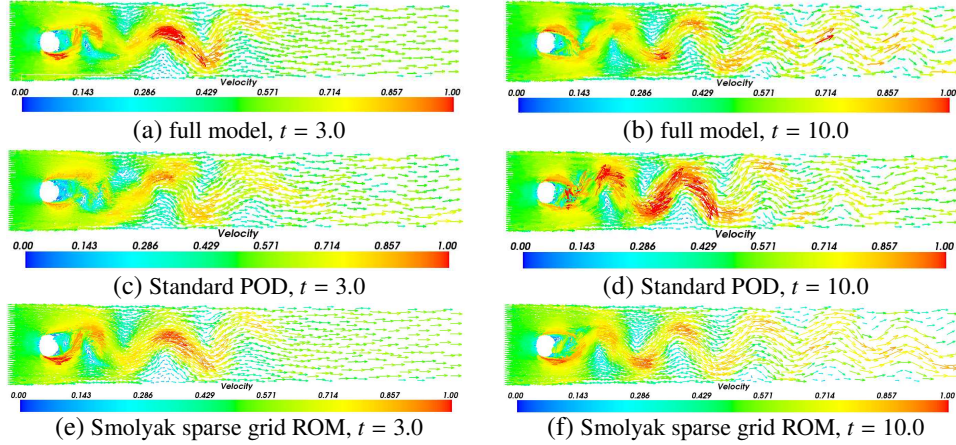 Velocity
0.00 0.143 0.286 0.429 0.571 0.714 0.857 1.00
(a) full model, t = 3.0
Velocity
0.00 0.143 0.286 0.429 0.571 0.714 0.857 1.00
(b) full model, t = 10.0
Velocity
0.00 0.143 0.286 0.429 0.571 0.714 0.857 1.00
(c) Standard POD, t = 3.0
Velocity
0.00 0.143 0.286 0.429 0.571 0.714 0.857 1.00
(d) Standard POD, t = 10.0
Velocity
0.00 0.143 0.286 0.429 0.571 0.714 0.857 1.00
(e) Smolyak sparse grid ROM, t = 3.0
Velocity
0.00 0.143 0.286 0.429 0.571 0.714 0.857 1.00
(f) Smolyak sparse grid ROM, t = 10.0